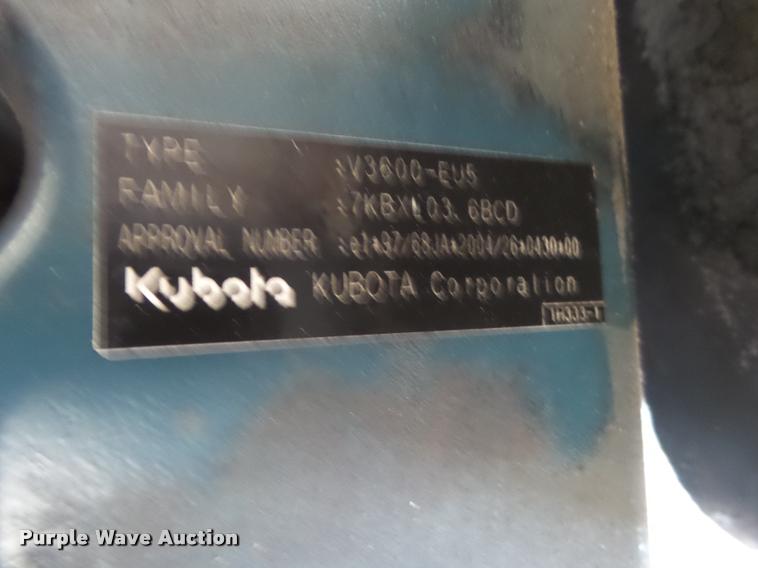 TYPE :V3600-EU5
FAMILY :7KBXL03.6BCD
APPROVAL NUMBER :e1*97/68JA*2004/26*0430*00
Kubota KUBOTA Corporation
1H333-1
Purple Wave Auction